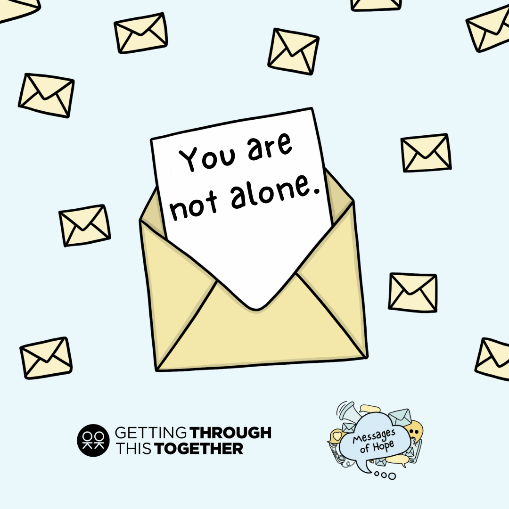 You are
not alone.
GETTING THROUGH
THIS TOGETHER
Messages
of Hope